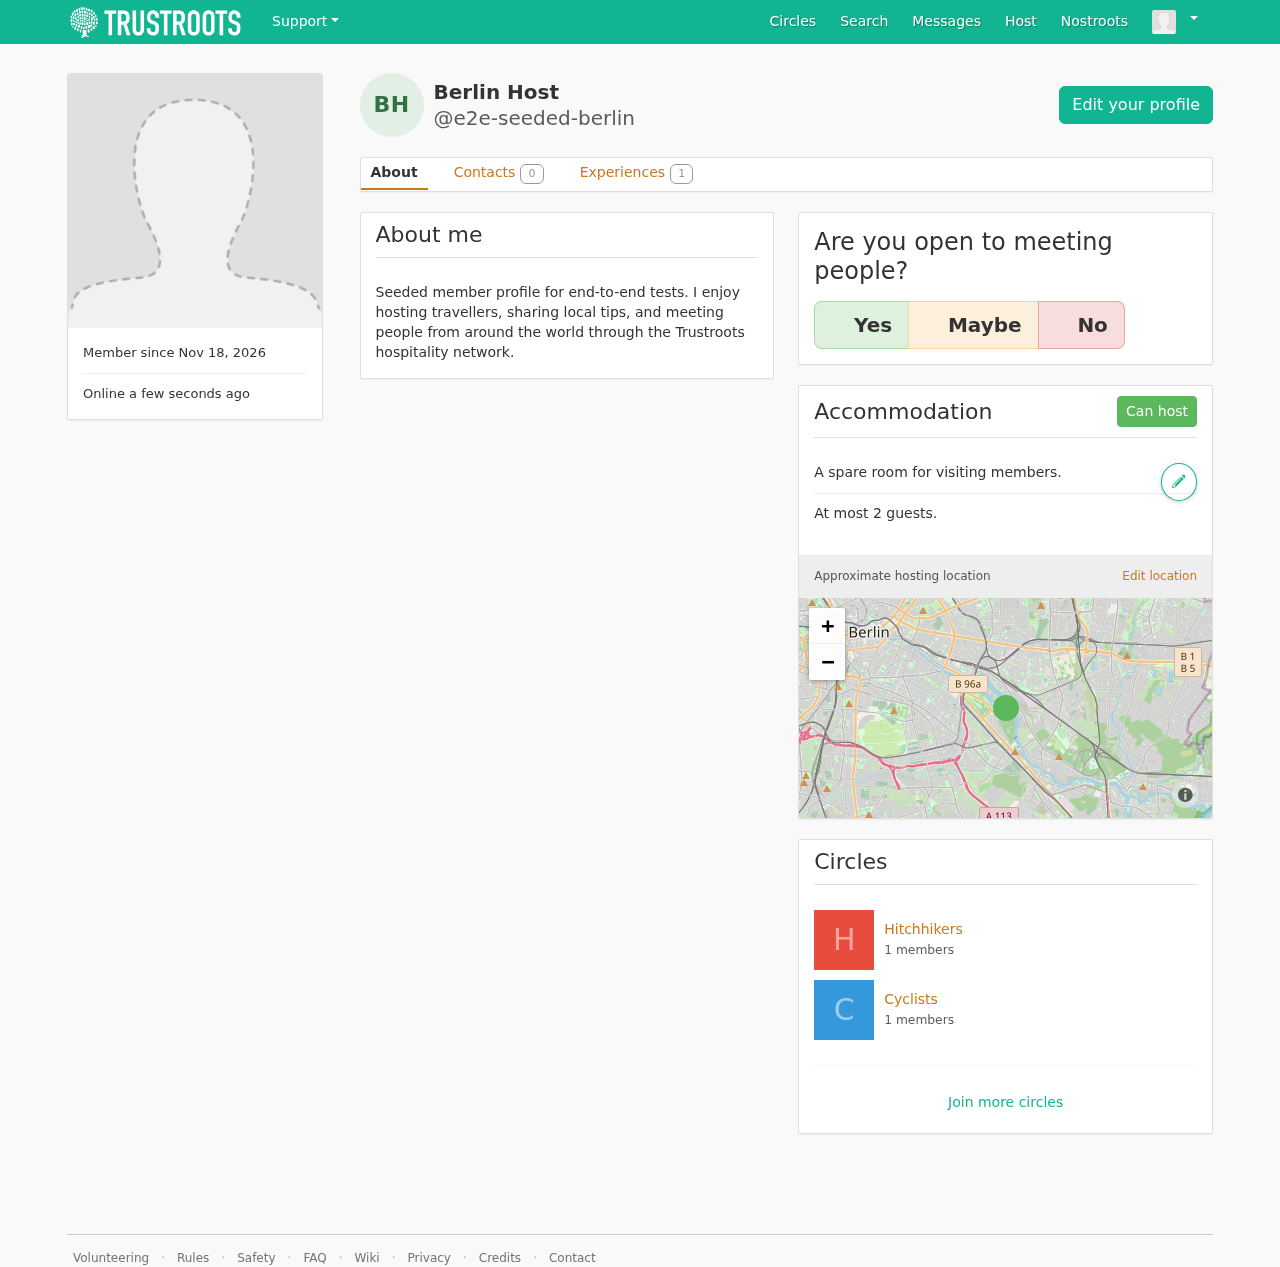 TRUSTROOTS Support Circles Search Messages Host Nostroots
Member since Nov 18, 2026
Online a few seconds ago
BH
Berlin Host
@e2e-seeded-berlin
Edit your profile
About Contacts 0 Experiences 1
About me
Seeded member profile for end-to-end tests. I enjoy
hosting travellers, sharing local tips, and meeting
people from around the world through the Trustroots
hospitality network.
Are you open to meeting
people?
Yes Maybe No
Accommodation Can host
A spare room for visiting members.
At most 2 guests.
Approximate hosting location Edit location
+
−
Berlin
B 1
B 5
B 96a
A 113
Circles
H
Hitchhikers
1 members
C
Cyclists
1 members
Join more circles
Volunteering · Rules · Safety · FAQ · Wiki · Privacy · Credits · Contact